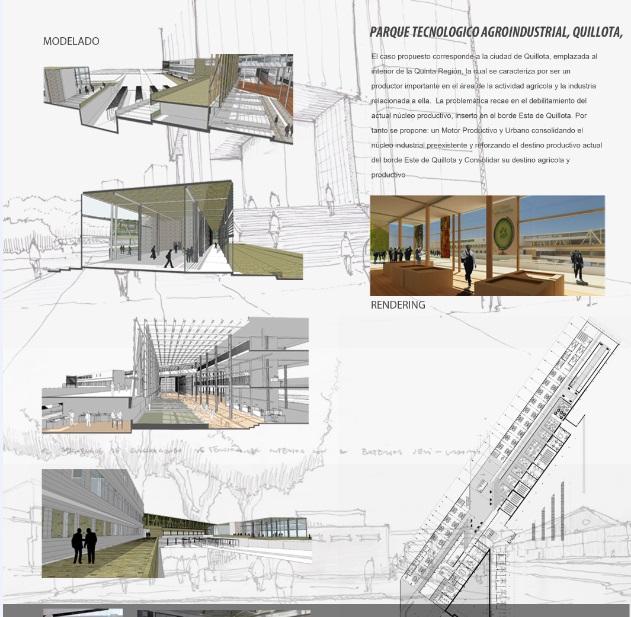 MODELADO
PARQUE TECNOLOGICO AGROINDUSTRIAL, QUILLOTA,
El caso propuesto corresponde a la ciudad de Quillota, emplazada al
interior de la Quinta Región, la cual se caracteriza por ser un
productor importante en el área de la actividad agrícola y la industria
relacionada a ella. La problemática recae en el debilitamiento del
actual núcleo productivo, inserto en el borde Este de Quillota. Por
tanto se propone: un Motor Productivo y Urbano consolidando el
núcleo industrial preexistente y reforzando el destino productivo actual
del borde Este de Quillota y Consolidar su destino agrícola y
productivo
RENDERING